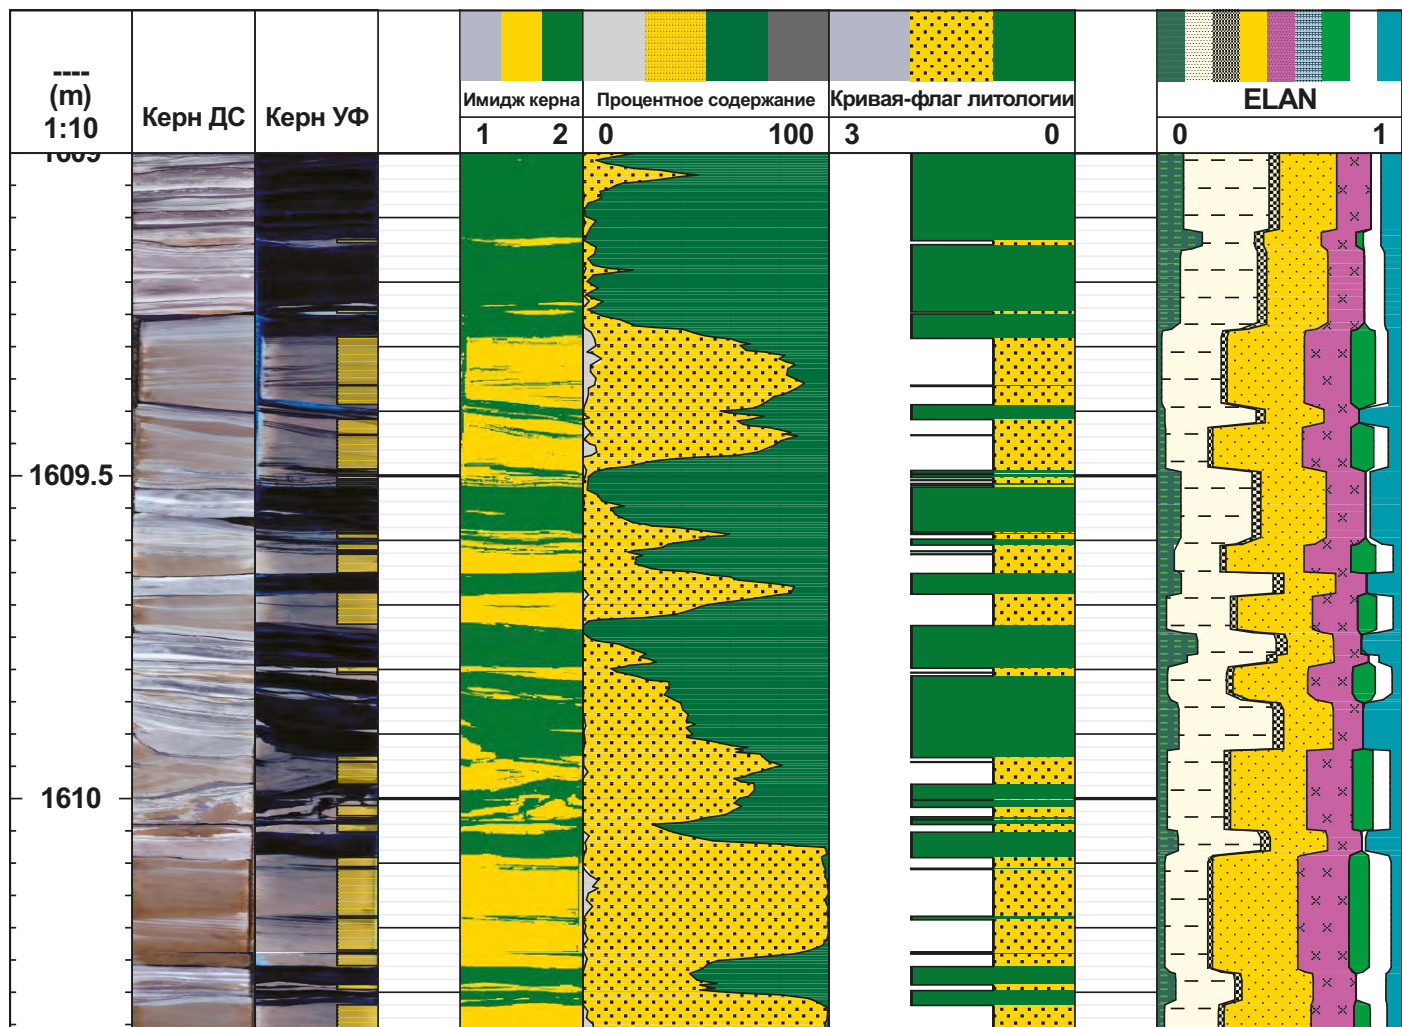 ----
(m)
1:10
Керн ДС
Керн УФ
Имидж керна
1 2
Процентное содержание
0 100
Кривая-флаг литологии
3 0
ELAN
0 1
1609
1609.5
1610